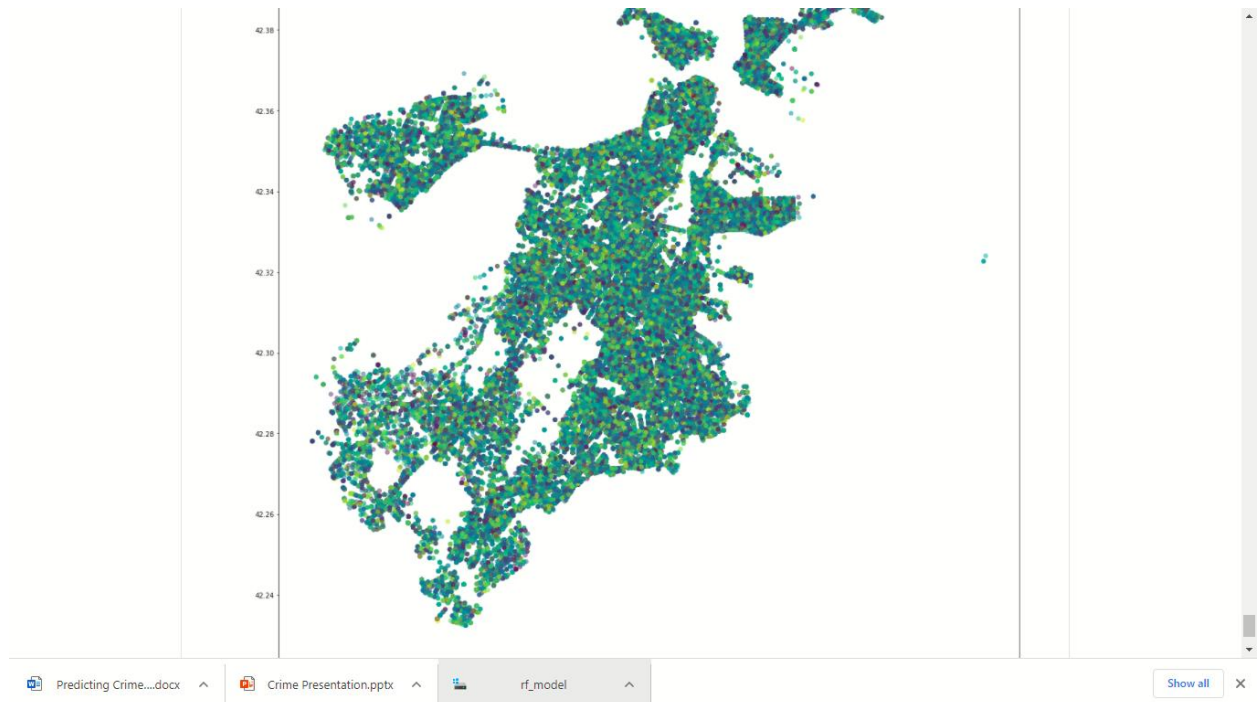 42.38
42.36
42.34
42.32
42.30
42.28
42.26
42.24
Predicting Crime....docx
Crime Presentation.pptx
rf_model
Show all